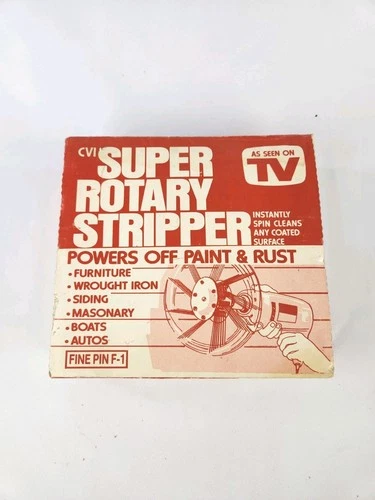 CVI SUPER
ROTARY
STRIPPER
AS SEEN ON
TV
INSTANTLY
SPIN CLEANS
ANY COATED
SURFACE
POWERS OFF PAINT & RUST
• FURNITURE
• WROUGHT IRON
• SIDING
• MASONARY
• BOATS
• AUTOS
FINE PIN F-1